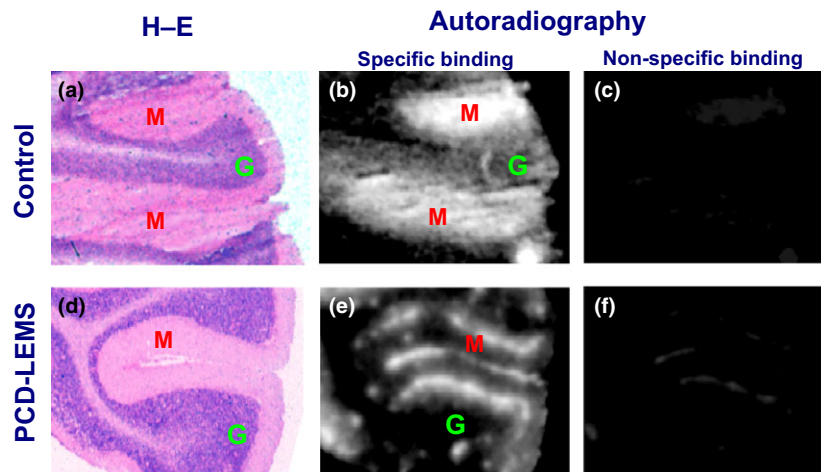 H–E
Autoradiography
Specific binding
Non-specific binding
Control
(a)
M
G
M
(b)
M
G
M
(c)
PCD-LEMS
(d)
M
G
(e)
M
G
(f)